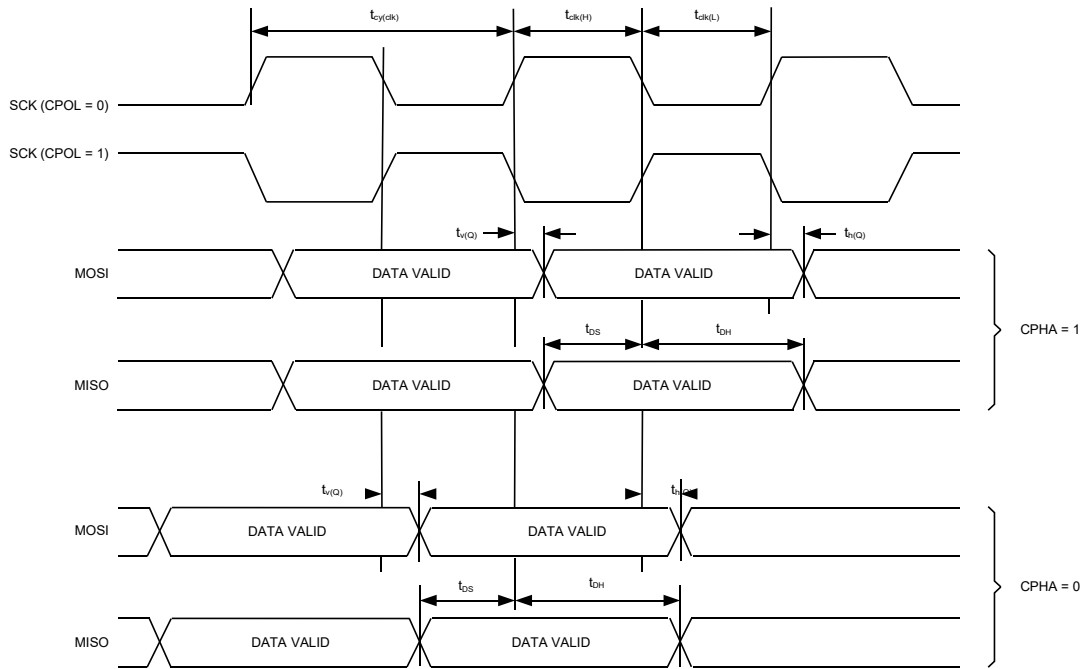 tcy(clk) tclk(H) tclk(L)
SCK (CPOL = 0)
SCK (CPOL = 1)
tv(Q) th(Q)
MOSI DATA VALID DATA VALID
CPHA = 1
tDS tDH
MISO DATA VALID DATA VALID
tv(Q) th(Q)
MOSI DATA VALID DATA VALID
CPHA = 0
tDS tDH
MISO DATA VALID DATA VALID